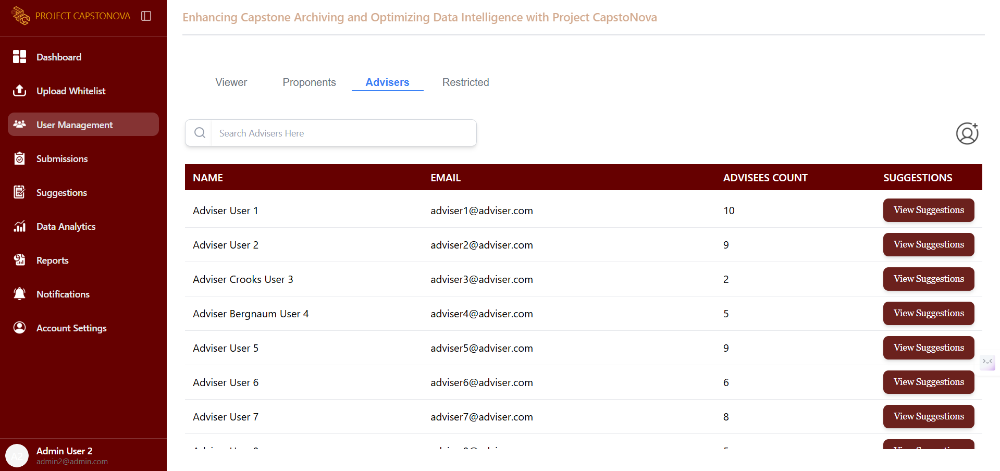 PROJECT CAPSTONOVA
Dashboard
Upload Whitelist
User Management
Submissions
Suggestions
Data Analytics
Reports
Notifications
Account Settings
A2
Admin User 2
admin2@admin.com
Enhancing Capstone Archiving and Optimizing Data Intelligence with Project CapstoNova
Viewer Proponents Advisers Restricted
Search Advisers Here
NAME EMAIL ADVISEES COUNT SUGGESTIONS
Adviser User 1 adviser1@adviser.com 10 View Suggestions
Adviser User 2 adviser2@adviser.com 9 View Suggestions
Adviser Crooks User 3 adviser3@adviser.com 2 View Suggestions
Adviser Bergnaum User 4 adviser4@adviser.com 5 View Suggestions
Adviser User 5 adviser5@adviser.com 9 View Suggestions
Adviser User 6 adviser6@adviser.com 6 View Suggestions
Adviser User 7 adviser7@adviser.com 8 View Suggestions